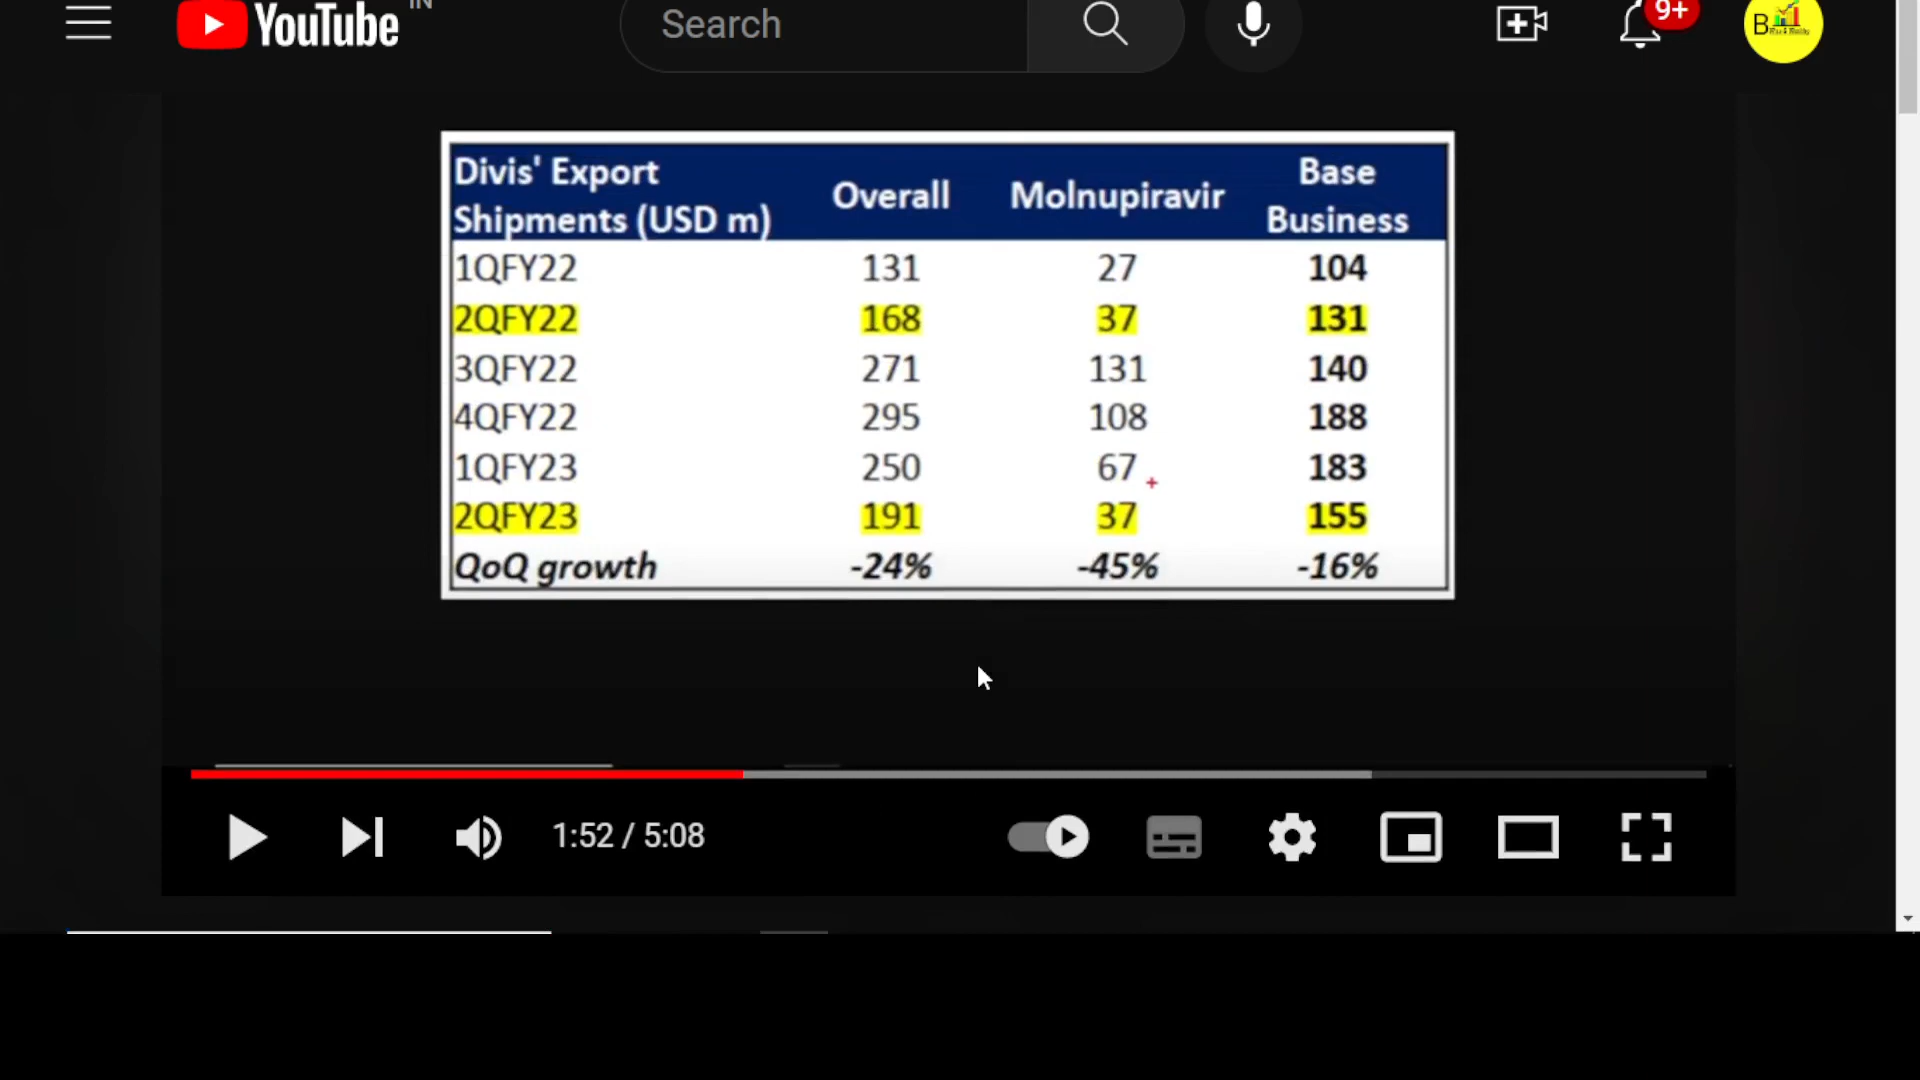 YouTube IN
Search
9+
B
Divis' Export Shipments (USD m) Overall Molnupiravir Base Business
1QFY22 131 27 104
2QFY22 168 37 131
3QFY22 271 131 140
4QFY22 295 108 188
1QFY23 250 67 183
2QFY23 191 37 155
QoQ growth -24% -45% -16%
1:52 / 5:08